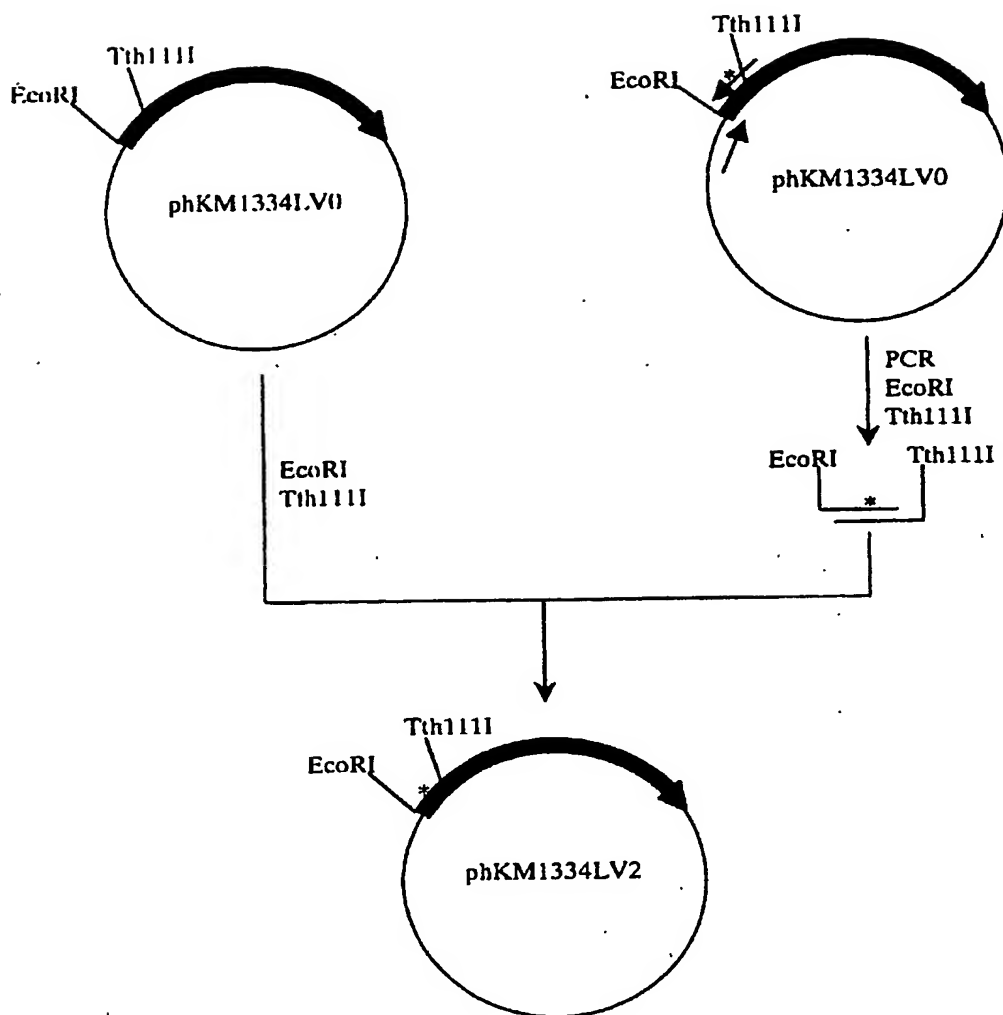 Tth111I
EcoRI
phKM1334LV0
Tth111I
*
EcoRI
phKM1334LV0
PCR
EcoRI
Tth111I
EcoRI
Tth111I
EcoRI
Tth111I
*
Tth111I
EcoRI
*
phKM1334LV2